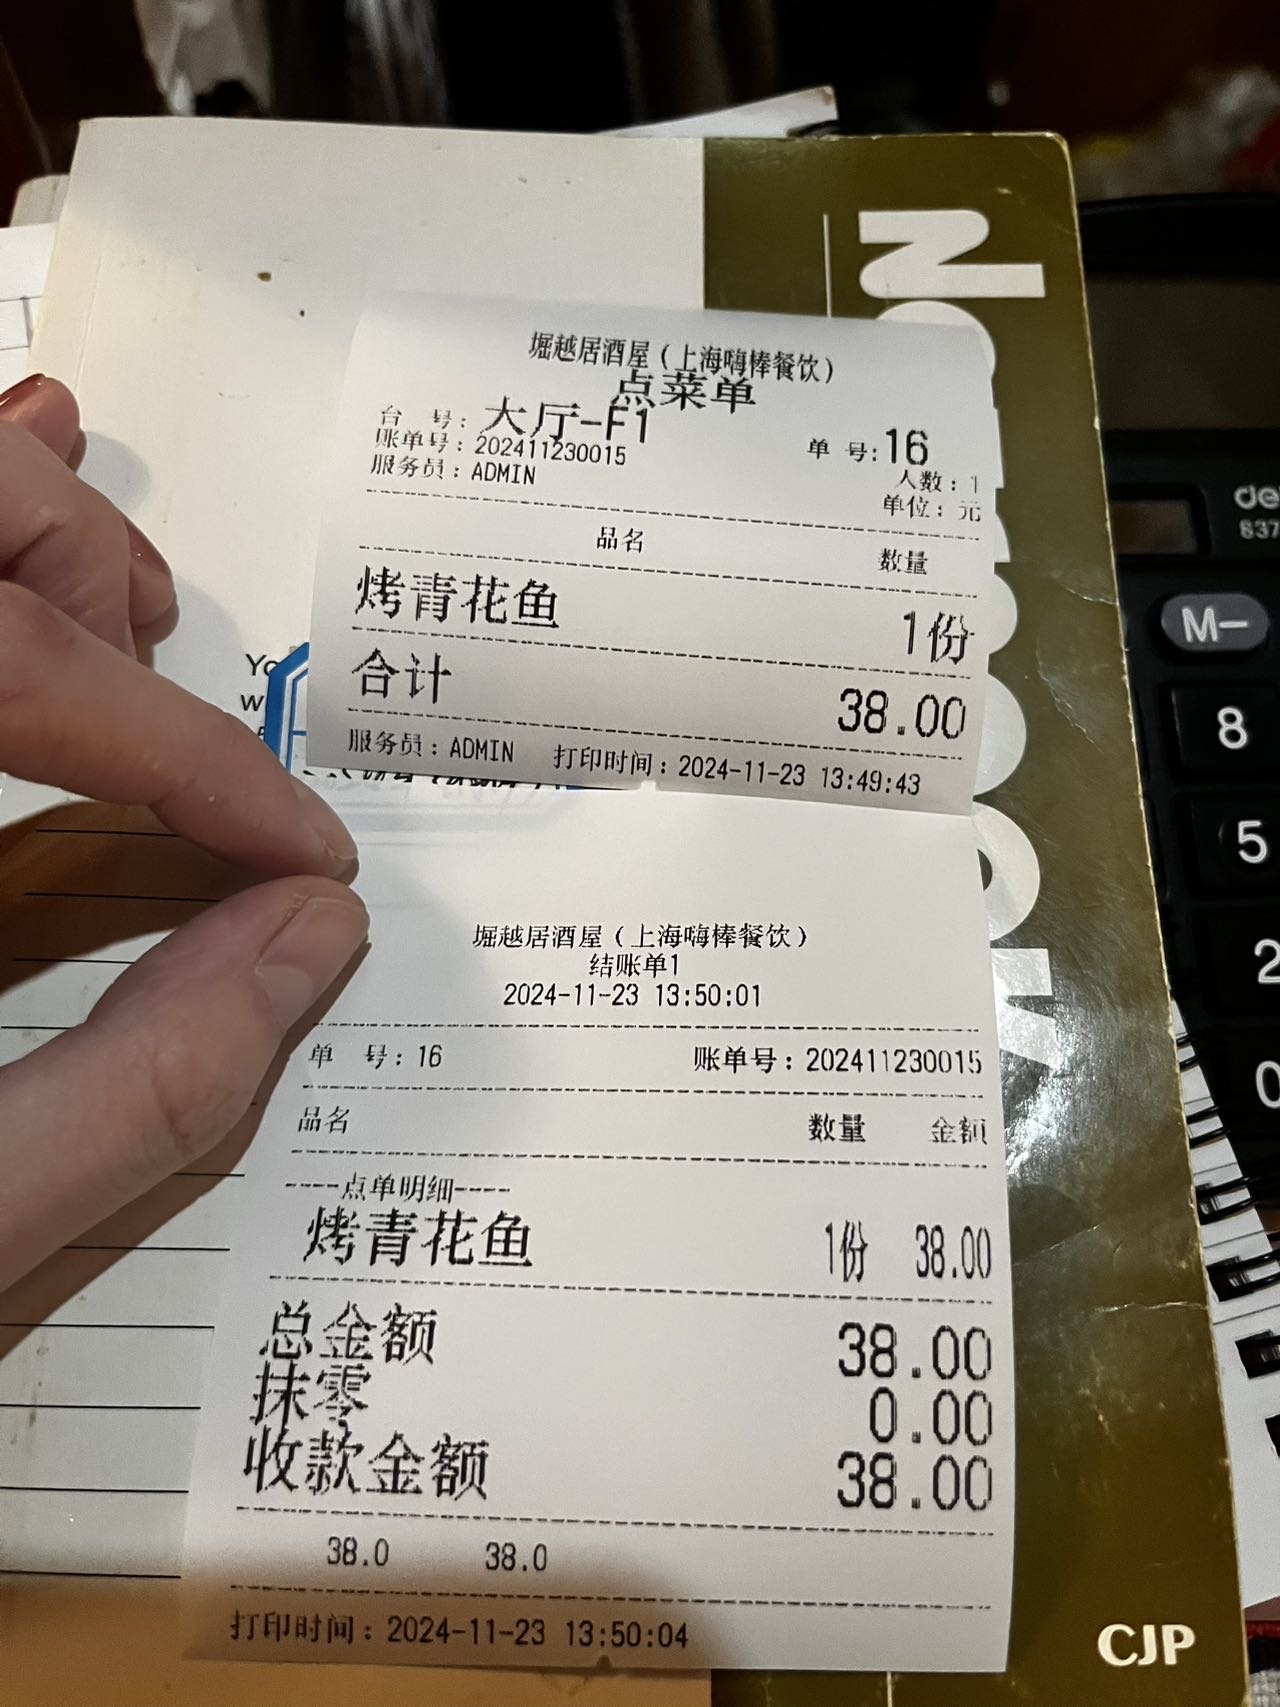 堀越居酒屋（上海嗨棒餐饮）
点菜单
台 号：大厅-F1
单 号:16
账单号：202411230015
服务员：ADMIN
人数：1
单位：元
品名 数量
烤青花鱼 1份
合计 38.00
服务员：ADMIN 打印时间：2024-11-23 13:49:43
堀越居酒屋（上海嗨棒餐饮）
结账单1
2024-11-23 13:50:01
单 号：16 账单号：202411230015
品名 数量 金额
----点单明细----
烤青花鱼 1份 38.00
总金额 38.00
抹零 0.00
收款金额 38.00
38.0 38.0
打印时间：2024-11-23 13:50:04
CJP
M−
8
5
2
0